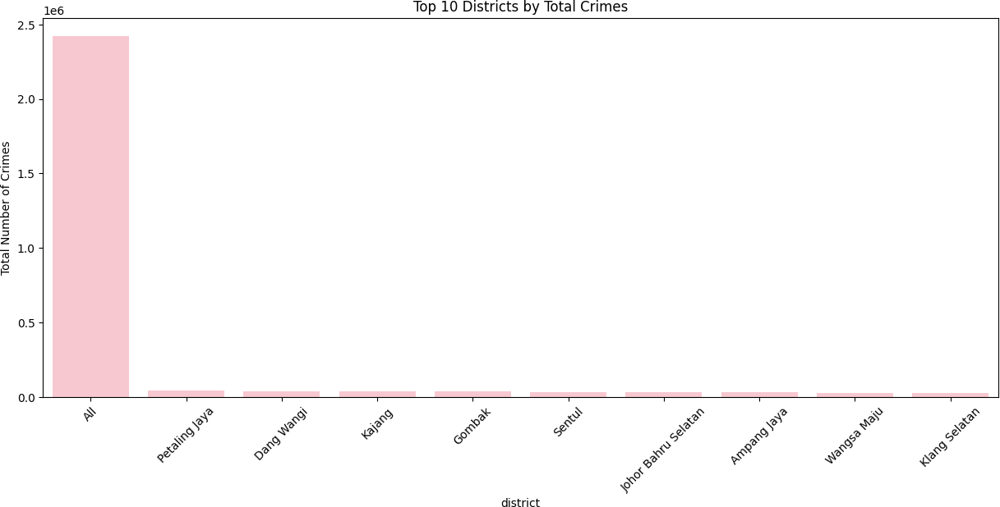 Top 10 Districts by Total Crimes
1e6
2.5
2.0
1.5
1.0
0.5
0.0
Total Number of Crimes
All
Petaling Jaya
Dang Wangi
Kajang
Gombak
Sentul
Johor Bahru Selatan
Ampang Jaya
Wangsa Maju
Klang Selatan
district